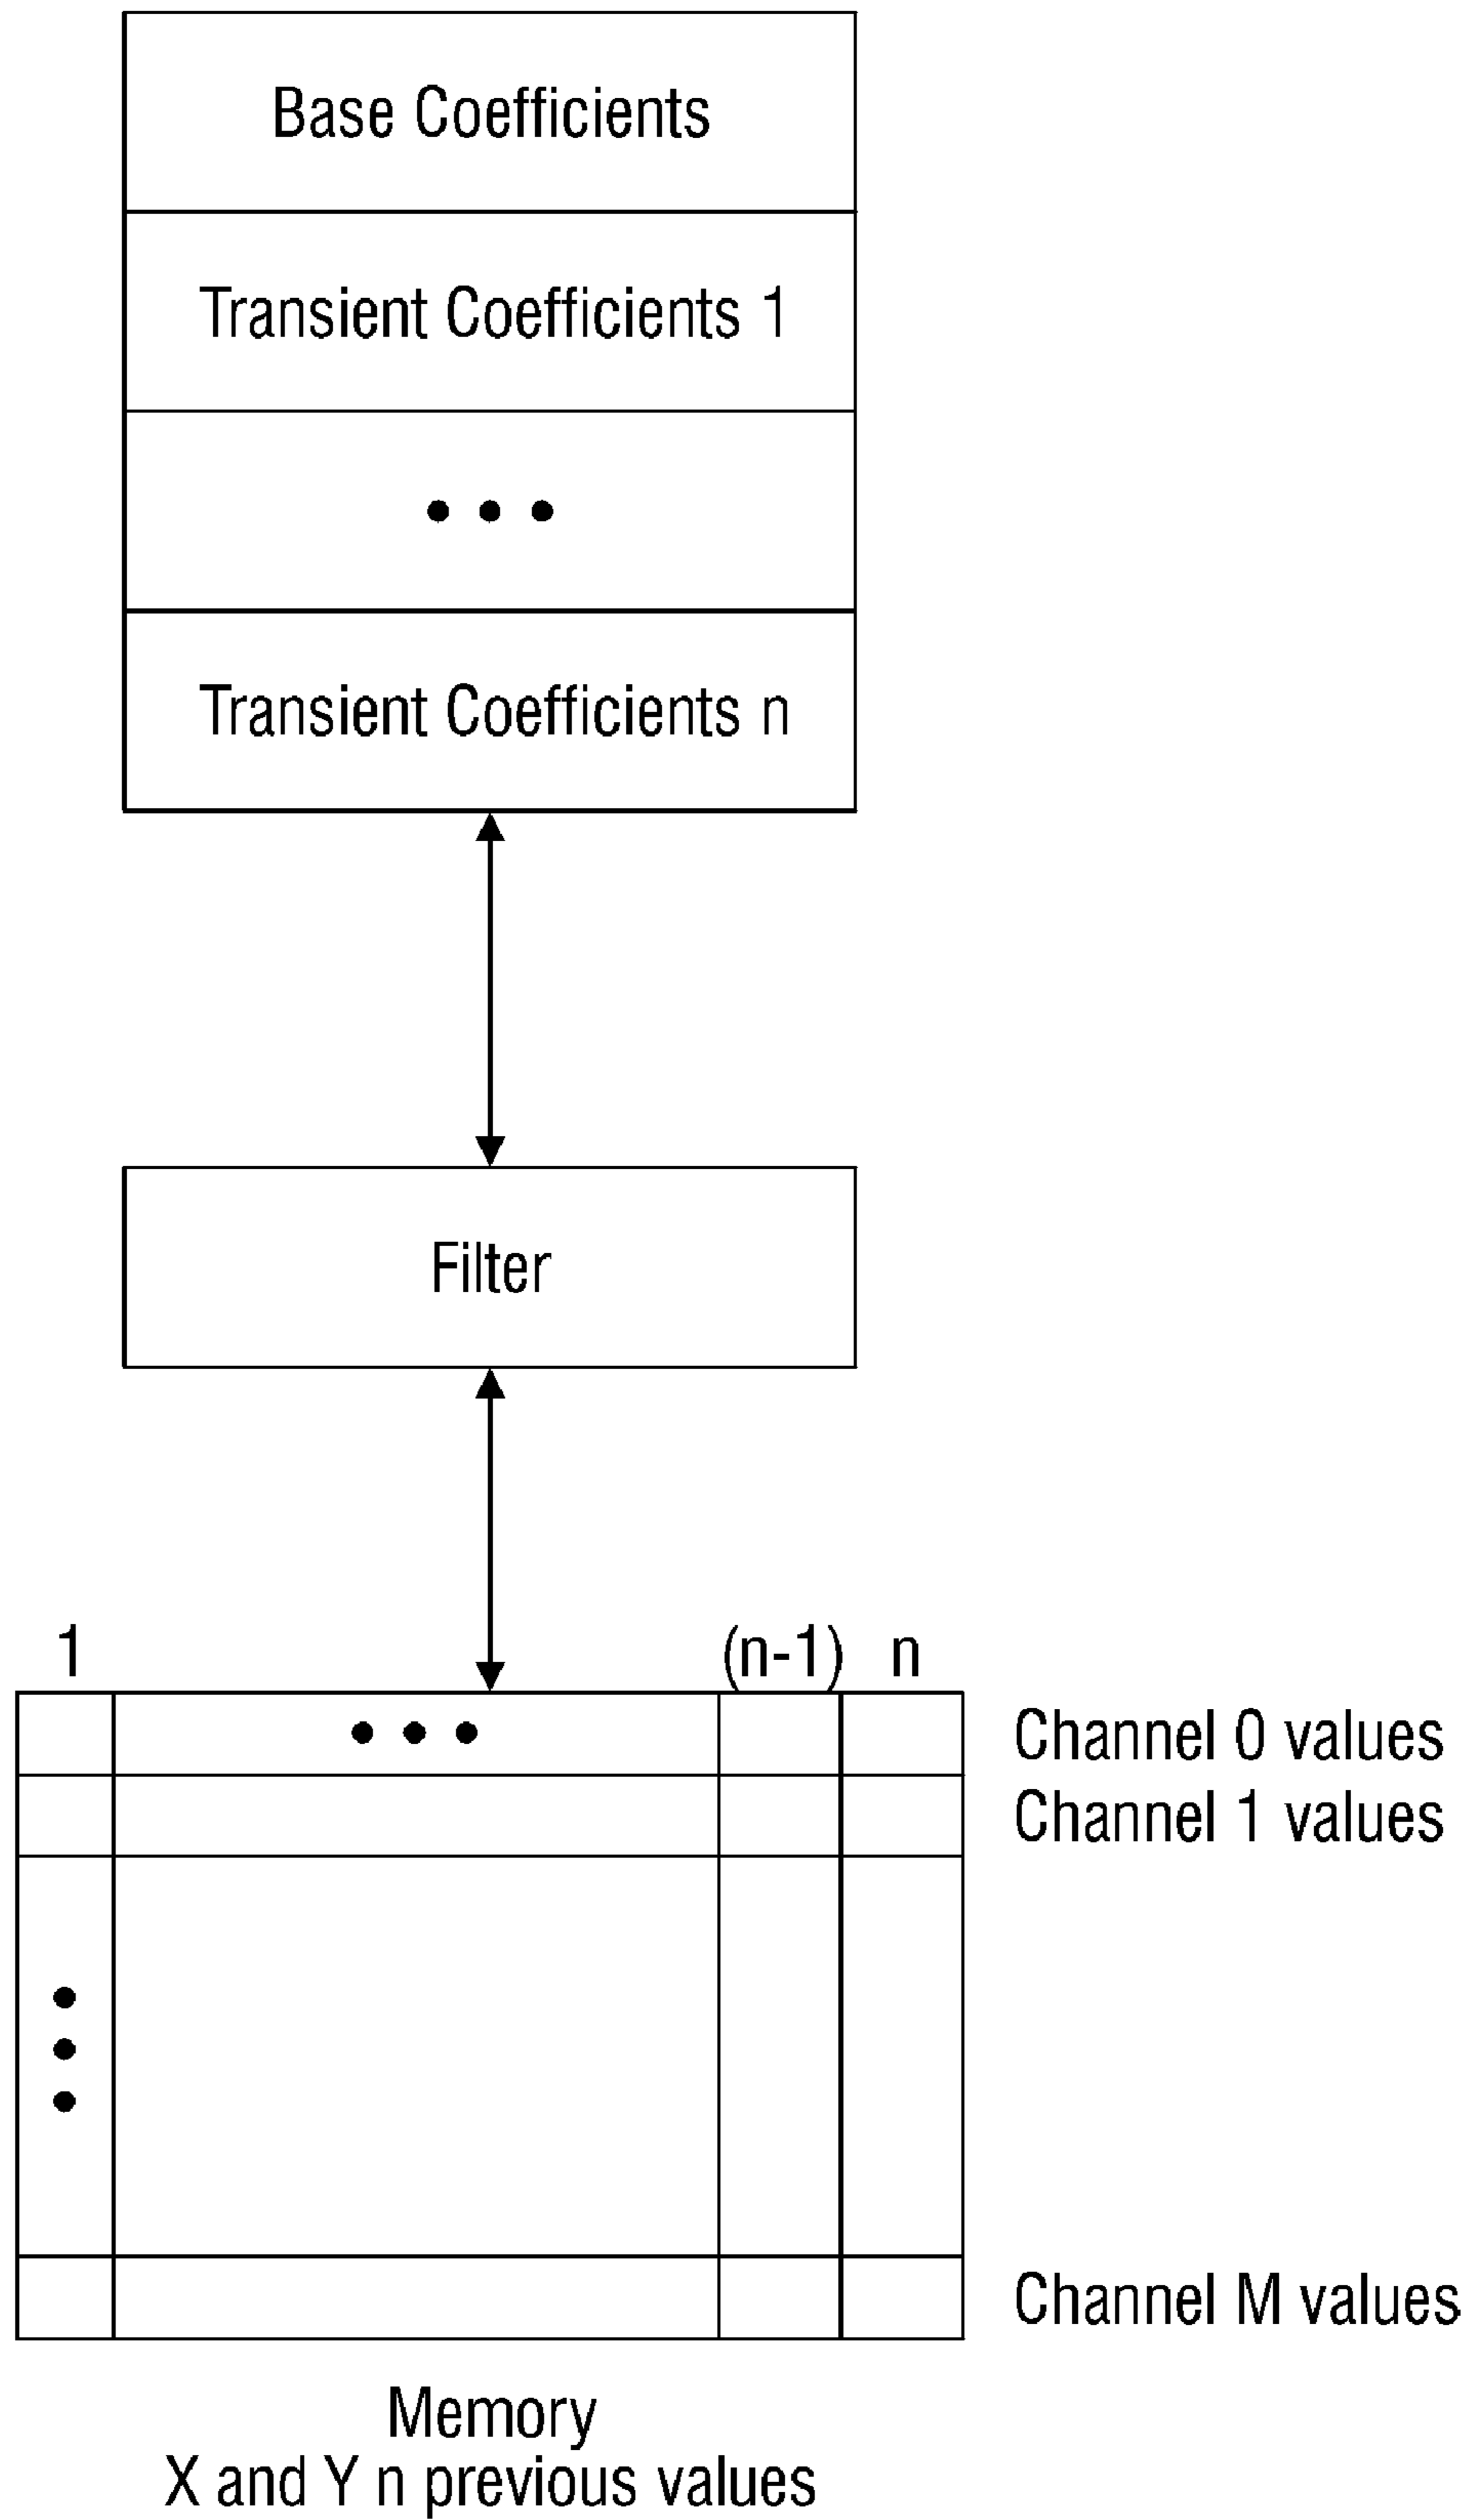 Base Coefficients
Transient Coefficients 1
Transient Coefficients n
Filter
1 (n-1) n
Channel 0 values
Channel 1 values
Channel M values
Memory
X and Y n previous values